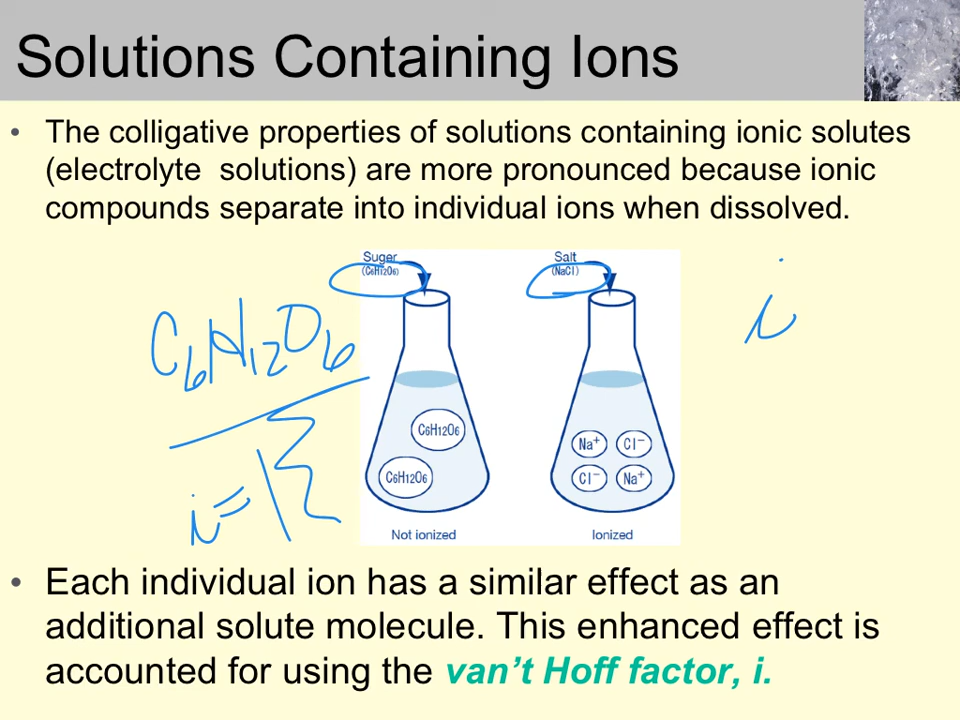 Solutions Containing Ions
• The colligative properties of solutions containing ionic solutes
(electrolyte solutions) are more pronounced because ionic
compounds separate into individual ions when dissolved.
Suger
(C6H12O6)
Salt
(NaCl)
i
C6H12O6
i = 1
C6H12O6
C6H12O6
Na+ Cl−
Cl− Na+
Not ionized
Ionized
• Each individual ion has a similar effect as an
additional solute molecule. This enhanced effect is
accounted for using the van't Hoff factor, i.